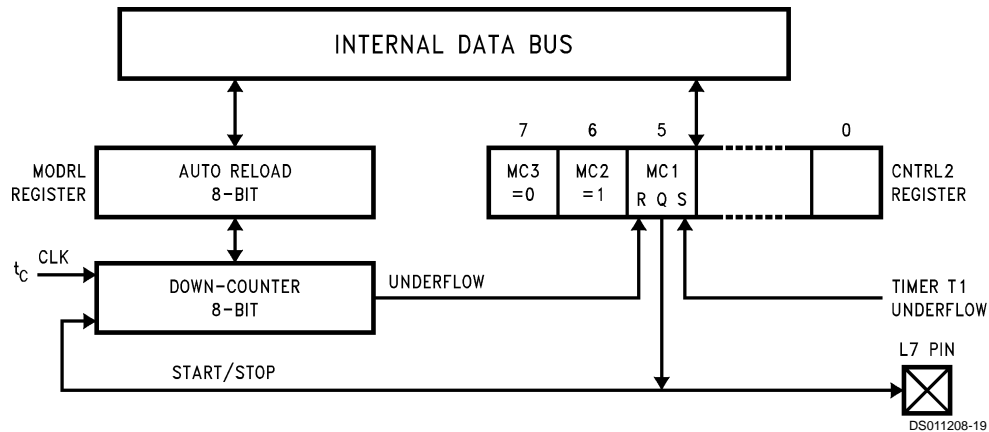 INTERNAL DATA BUS
7 6 5 0
MODRL
REGISTER
AUTO RELOAD
8-BIT
MC3
=0
MC2
=1
MC1
R Q S
CNTRL2
REGISTER
CLK
tC
DOWN-COUNTER
8-BIT
UNDERFLOW
TIMER T1
UNDERFLOW
START/STOP
L7 PIN
DS011208-19